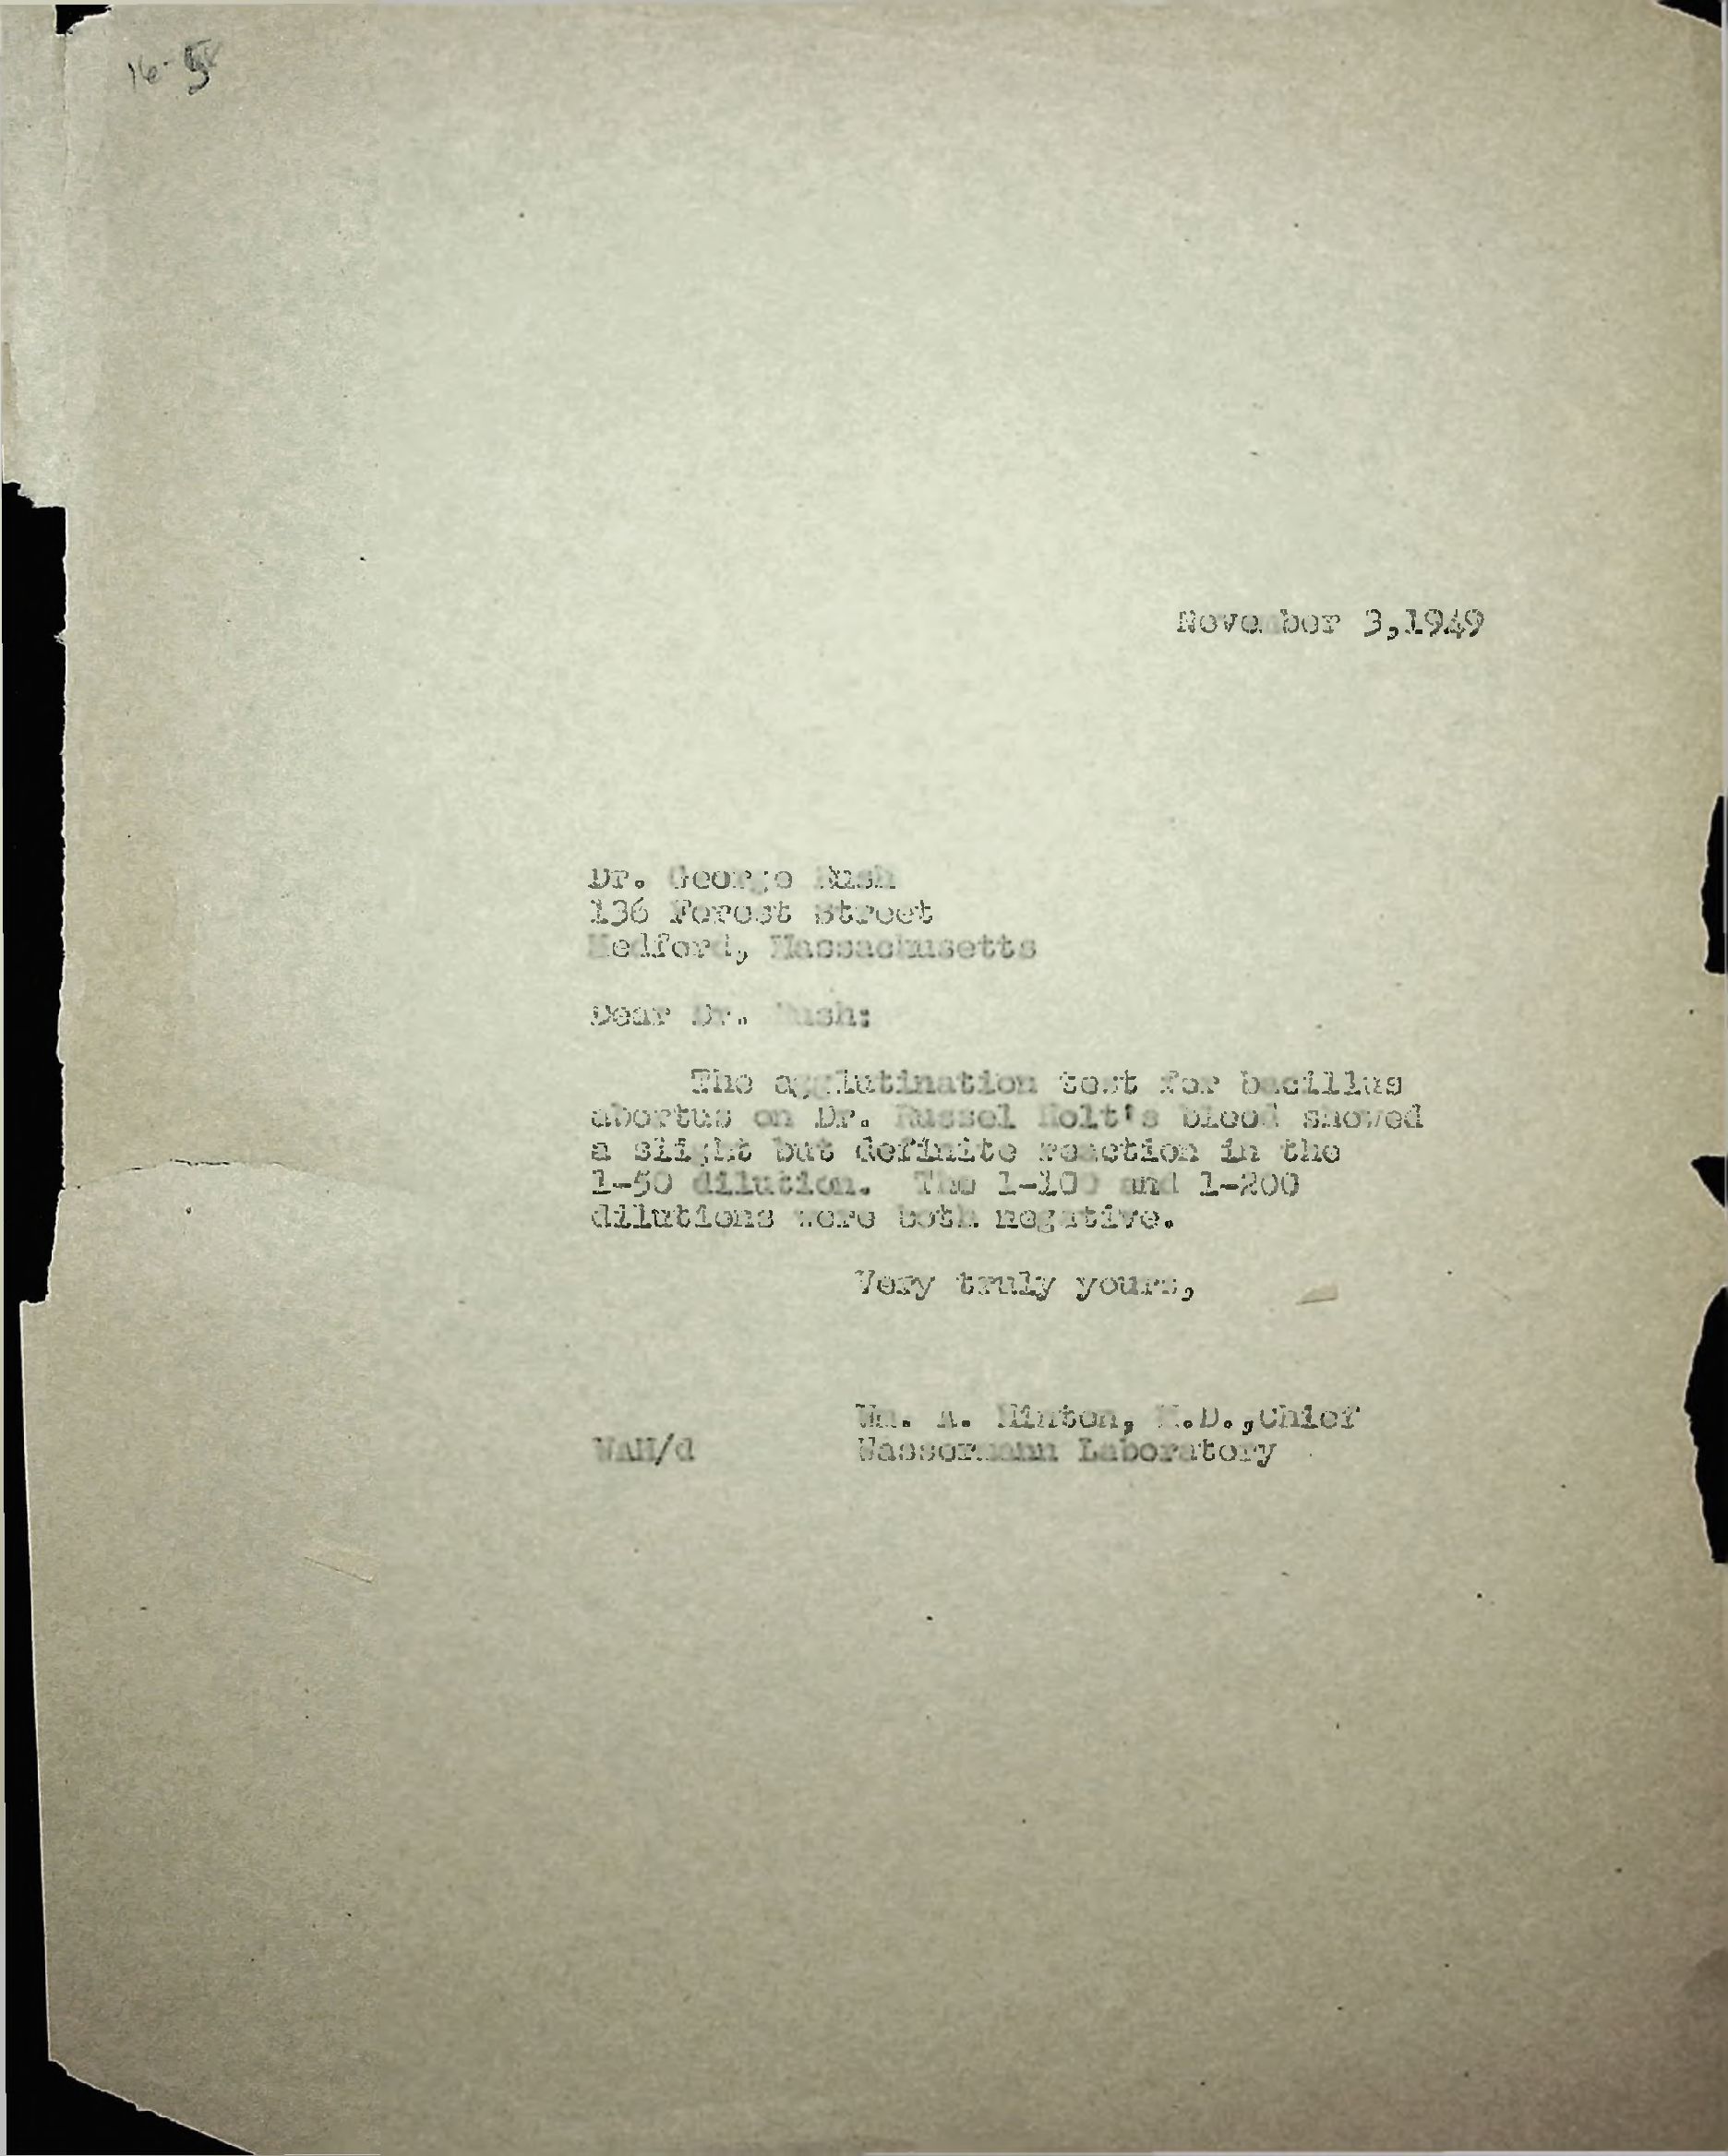 November 3,1949
Dr. George Rush
136 Forest Street
Medford, Massachusetts
Dear Dr. Rush:
The agglutination test for bacillus
abortus on Dr. Russel Holt's blood showed
a slight but definite reaction in the
1-50 dilution. The 1-100 and 1-200
dilutions were both negative.
Very truly yours,
Wm. A. Hinton, M.D.,Chief
WAH/d Wassermann Laboratory